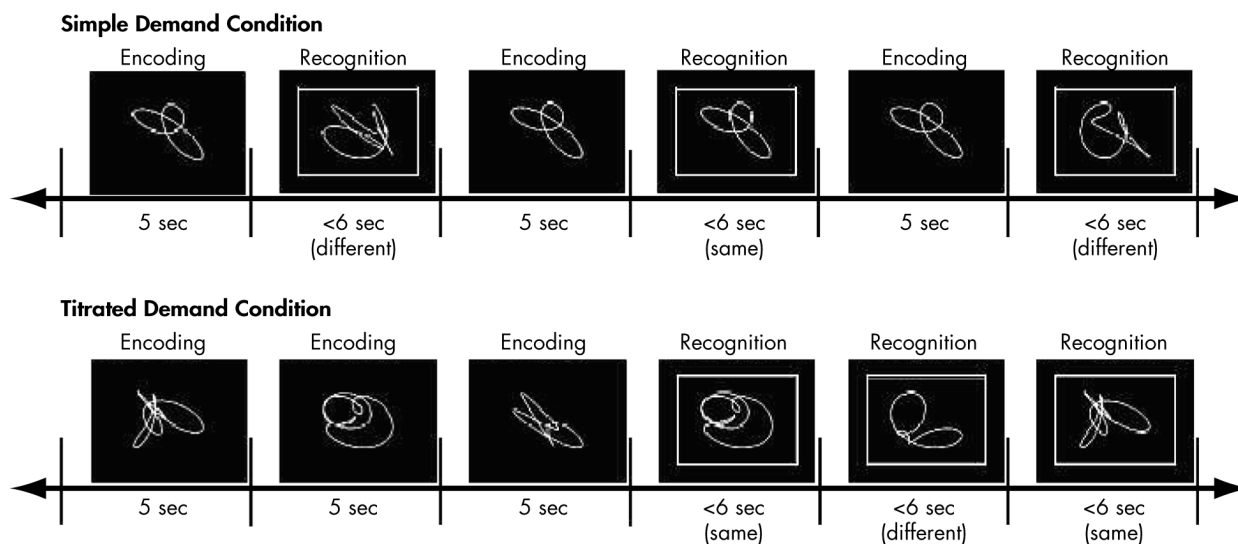 Simple Demand Condition
Encoding Recognition Encoding Recognition Encoding Recognition
5 sec <6 sec 5 sec <6 sec 5 sec <6 sec
(different) (same) (different)
Titrated Demand Condition
Encoding Encoding Encoding Recognition Recognition Recognition
5 sec 5 sec 5 sec <6 sec <6 sec <6 sec
(same) (different) (same)